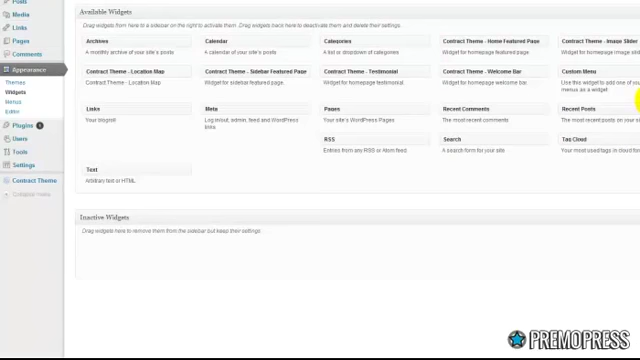 Posts
Media
Links
Pages
Comments
Appearance
Themes
Widgets
Menus
Editor
Plugins
Users
Tools
Settings
Contract Theme
Collapse menu
Available Widgets
Drag widgets from here to a sidebar on the right to activate them. Drag widgets back here to deactivate them and delete their settings.
Archives
A monthly archive of your site's posts
Calendar
A calendar of your site's posts
Categories
A list or dropdown of categories
Contract Theme - Home Featured Page
Widget for homepage featured page.
Contract Theme - Image Slider
Widget for homepage image slid
Contract Theme - Location Map
Contract Theme - Location Map
Contract Theme - Sidebar Featured Page
Widget for sidebar featured page.
Contract Theme - Testimonial
Widget for homepage testimonial.
Contract Theme - Welcome Bar
Widget for homepage welcome bar
Custom Menu
Use this widget to add one of your
menus as a widget.
Links
Your blogroll
Meta
Log in/out, admin, feed and WordPress
links
Pages
Your site's WordPress Pages
Recent Comments
The most recent comments
Recent Posts
The most recent posts on your si
RSS
Entries from any RSS or Atom feed.
Search
A search form for your site
Tag Cloud
Your most used tags in cloud for
Text
Arbitrary text or HTML
Inactive Widgets
Drag widgets here to remove them from the sidebar but keep their settings.
PREMOPRESS